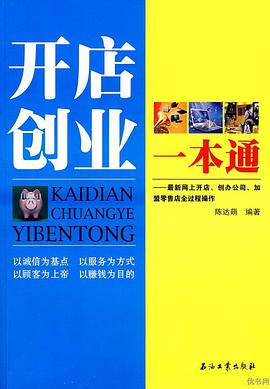 开店
创业
一本通
——最新网上开店、创办公司、加
盟零售店全过程操作
陈达萌 编著
KAIDIAN
CHUANGYE
YIBENTONG
以诚信为基点 以服务为方式
以顾客为上帝 以赚钱为目的
石油工业出版社
优书网